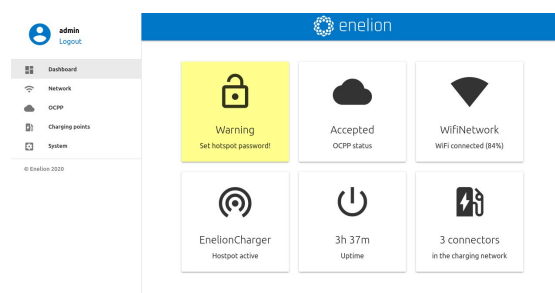 admin
Logout
enelion
Dashboard
Network
OCPP
Charging points
System
© Enelion 2020
Warning
Set hotspot password!
Accepted
OCPP status
WifiNetwork
WiFi connected (84%)
EnelionCharger
Hostpot active
3h 37m
Uptime
3 connectors
in the charging network